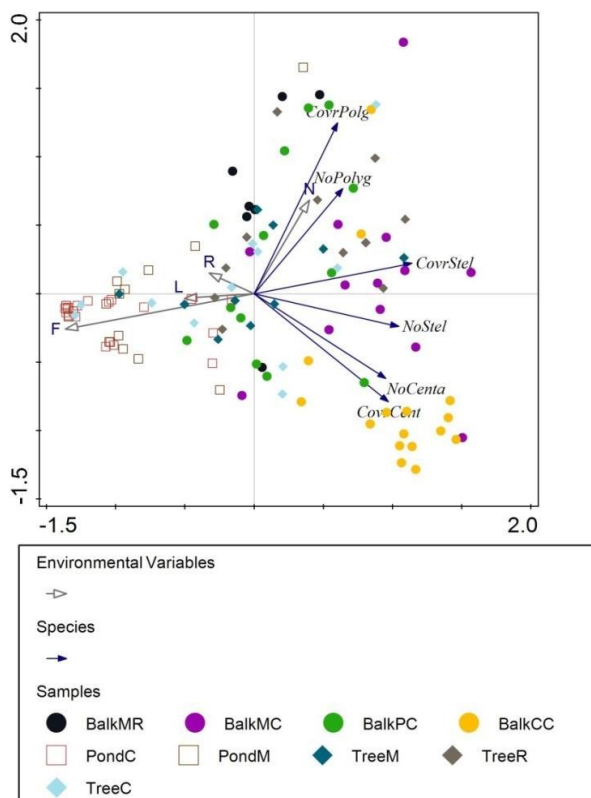 2.0
CovrPolg
NoPolyg
N
R
CovrStel
L
F
NoStel
NoCenta
CovrCent
-1.5
-1.5
2.0
Environmental Variables
Species
Samples
BalkMR BalkMC BalkPC BalkCC
PondC PondM TreeM TreeR
TreeC